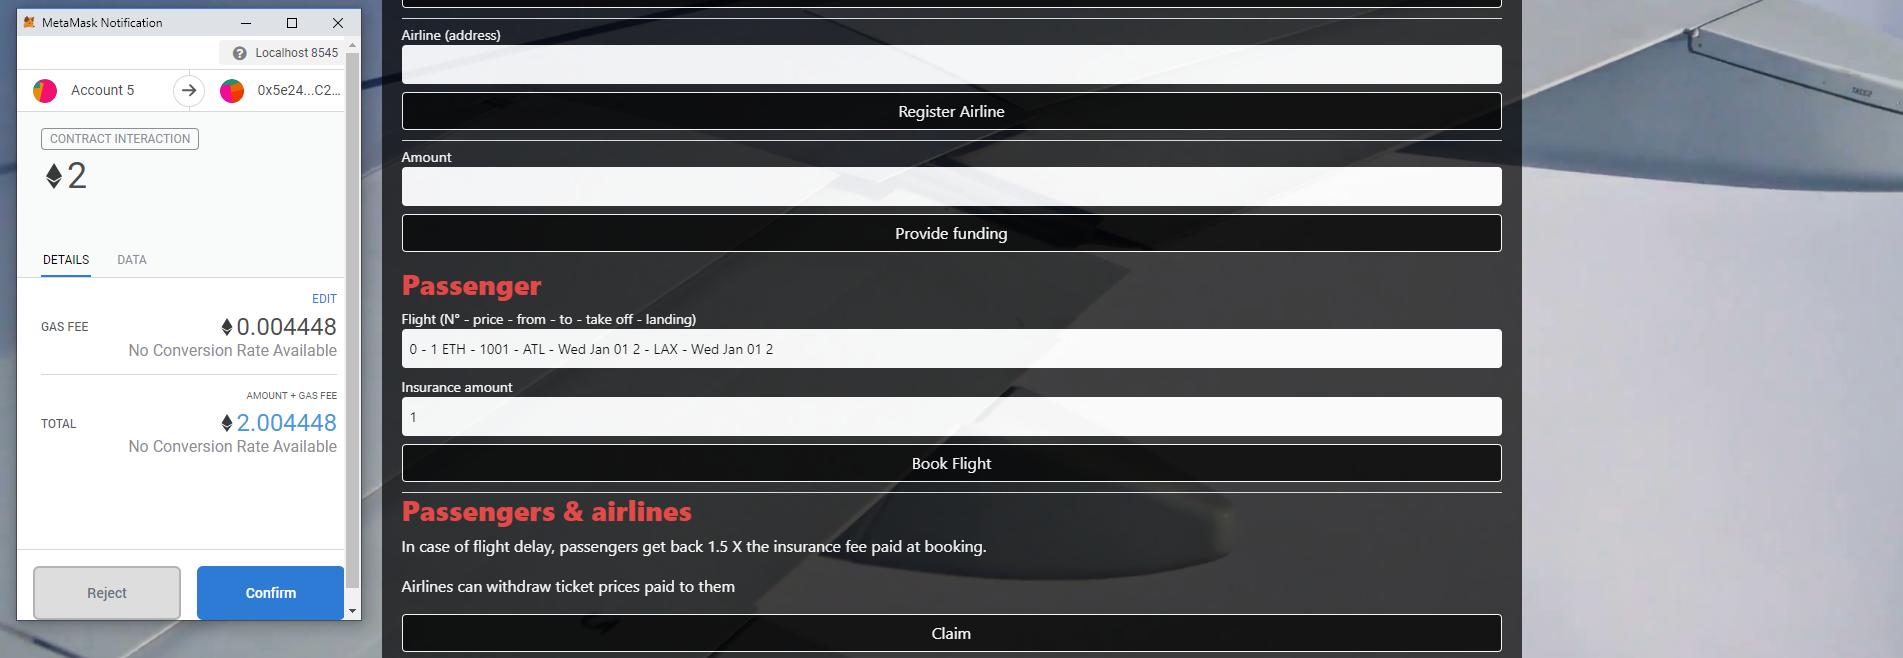 MetaMask Notification
Localhost 8545
Account 5
0x5e24...C2...
CONTRACT INTERACTION
2
DETAILS
DATA
EDIT
GAS FEE
0.004448
No Conversion Rate Available
AMOUNT + GAS FEE
TOTAL
2.004448
No Conversion Rate Available
Reject
Confirm
Airline (address)
Register Airline
Amount
Provide funding
Passenger
Flight (N° - price - from - to - take off - landing)
0 - 1 ETH - 1001 - ATL - Wed Jan 01 2 - LAX - Wed Jan 01 2
Insurance amount
1
Book Flight
Passengers & airlines
In case of flight delay, passengers get back 1.5 X the insurance fee paid at booking.
Airlines can withdraw ticket prices paid to them
Claim